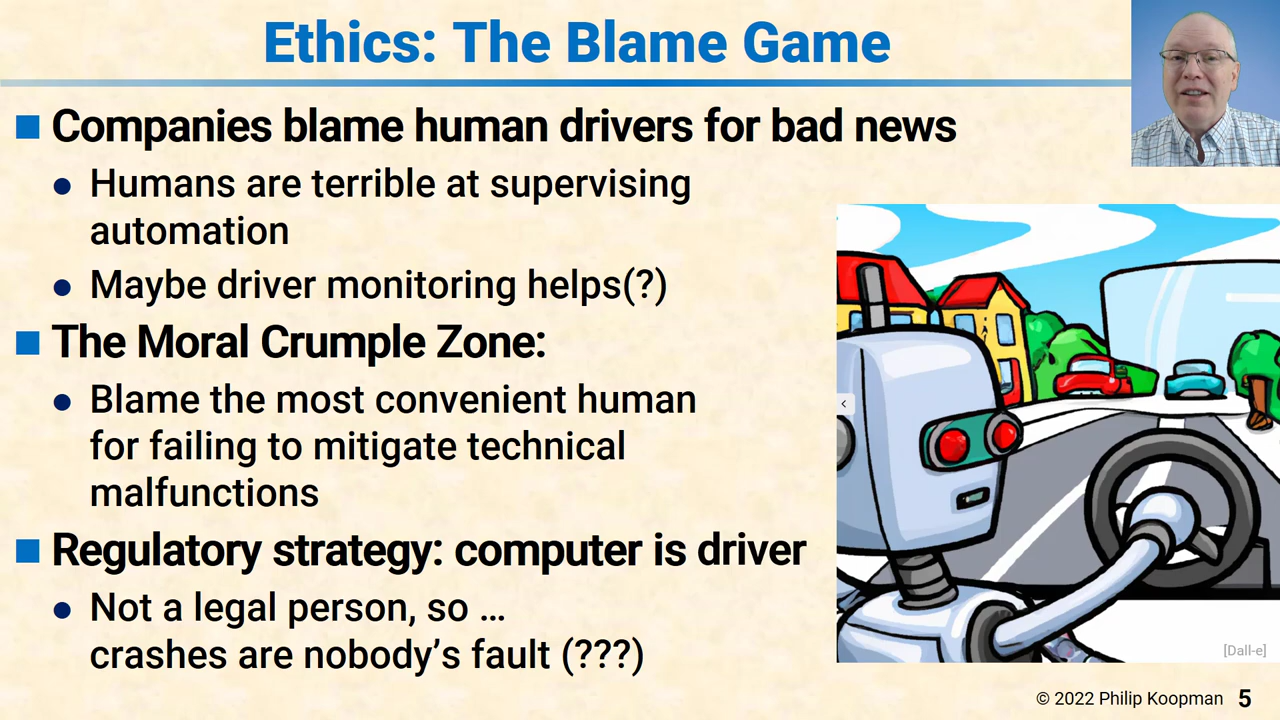 Ethics: The Blame Game
■ Companies blame human drivers for bad news
● Humans are terrible at supervising
automation
● Maybe driver monitoring helps(?)
■ The Moral Crumple Zone:
● Blame the most convenient human
for failing to mitigate technical
malfunctions
■ Regulatory strategy: computer is driver
● Not a legal person, so …
crashes are nobody’s fault (???)
[Dall-e]
© 2022 Philip Koopman 5